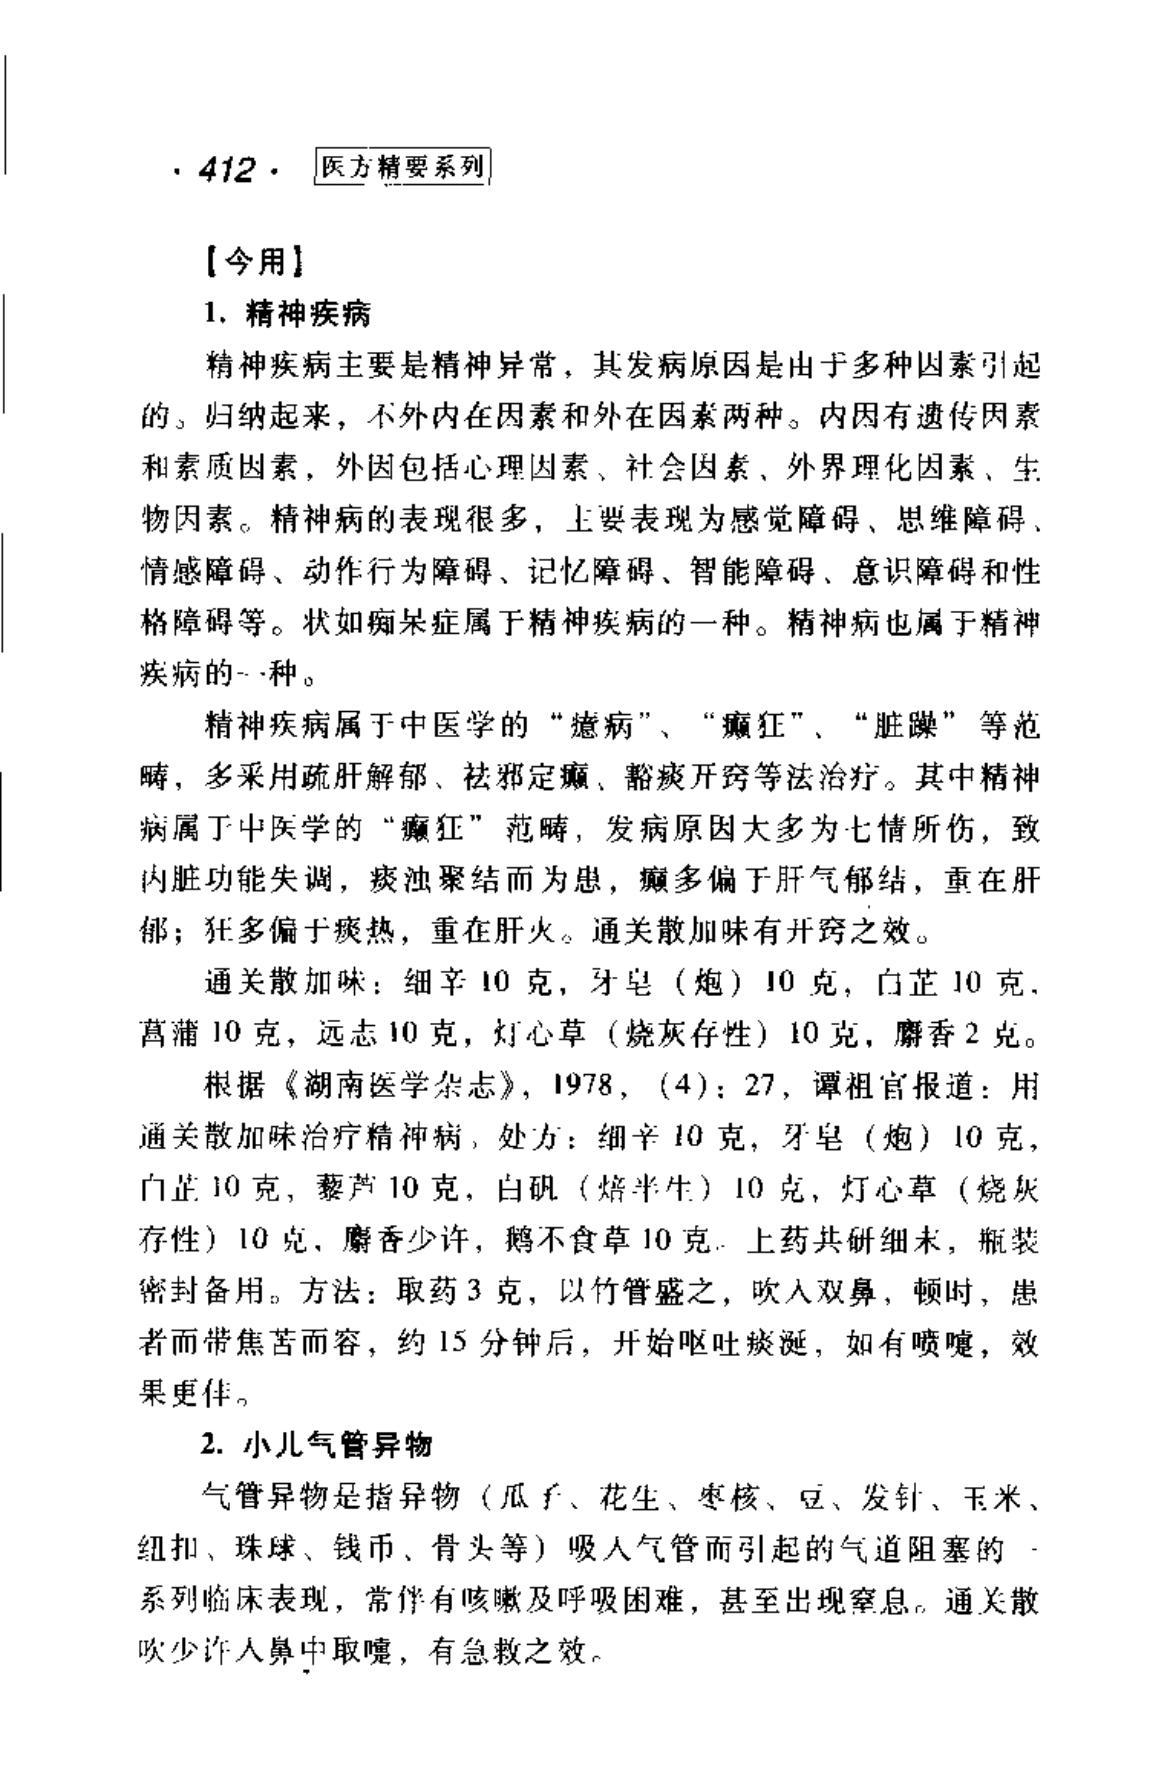 ·412· 医方精要系列
【今用】
1. 精神疾病
精神疾病主要是精神异常，其发病原因是由于多种因素引起
的。归纳起来，不外内在因素和外在因素两种。内因有遗传因素
和素质因素，外因包括心理因素、社会因素、外界理化因素、生
物因素。精神病的表现很多，主要表现为感觉障碍、思维障碍、
情感障碍、动作行为障碍、记忆障碍、智能障碍、意识障碍和性
格障碍等。状如痴呆症属于精神疾病的一种。精神病也属于精神
疾病的一种。
精神疾病属于中医学的“癔病”、“癫狂”、“脏躁”等范
畴，多采用疏肝解郁、祛邪定癫、豁痰开窍等法治疗。其中精神
病属于中医学的“癫狂”范畴，发病原因大多为七情所伤，致
内脏功能失调，痰浊聚结而为患，癫多偏于肝气郁结，重在肝
郁；狂多偏于痰热，重在肝火。通关散加味有开窍之效。
通关散加味：细辛 10 克，牙皂（炮）10 克，白芷 10 克，
菖蒲 10 克，远志 10 克，灯心草（烧灰存性）10 克，麝香 2 克。
根据《湖南医学杂志》，1978，（4）：27，谭祖官报道：用
通关散加味治疗精神病，处方：细辛 10 克，牙皂（炮）10 克，
白芷 10 克，藜芦 10 克，白矾（焙半生）10 克，灯心草（烧灰
存性）10 克，麝香少许，鹅不食草 10 克。上药共研细末，瓶装
密封备用。方法：取药 3 克，以竹管盛之，吹入双鼻，顿时，患
者而带焦苦而容，约 15 分钟后，开始呕吐痰涎，如有喷嚏，效
果更佳。
2. 小儿气管异物
气管异物是指异物（瓜子、花生、枣核、豆、发针、玉米、
纽扣、珠球、钱币、骨头等）吸入气管而引起的气道阻塞的一
系列临床表现，常伴有咳嗽及呼吸困难，甚至出现窒息。通关散
吹少许入鼻中取嚏，有急救之效。